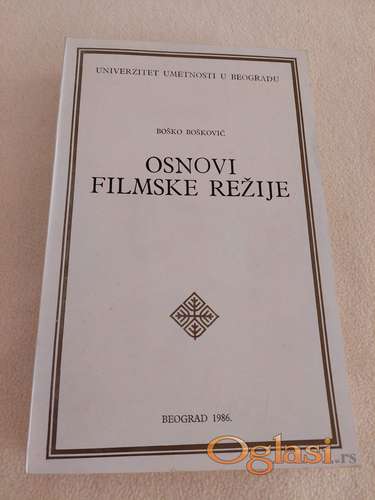 UNIVERZITET UMETNOSTI U BEOGRADU
BOŠKO BOŠKOVIĆ
OSNOVI
FILMSKE REŽIJE
BEOGRAD 1986.
Oglasi.rs